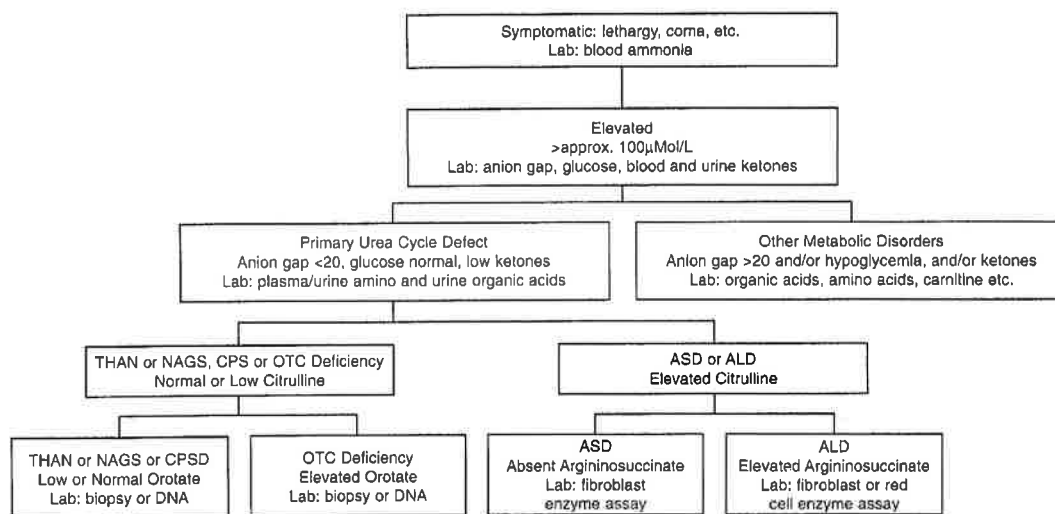 Symptomatic: lethargy, coma, etc.
Lab: blood ammonia
Elevated
>approx. 100μMol/L
Lab: anion gap, glucose, blood and urine ketones
Primary Urea Cycle Defect
Anion gap <20, glucose normal, low ketones
Lab: plasma/urine amino and urine organic acids
Other Metabolic Disorders
Anion gap >20 and/or hypoglycemia, and/or ketones
Lab: organic acids, amino acids, carnitine etc.
THAN or NAGS, CPS or OTC Deficiency
Normal or Low Citrulline
ASD or ALD
Elevated Citrulline
THAN or NAGS or CPSD
Low or Normal Orotate
Lab: biopsy or DNA
OTC Deficiency
Elevated Orotate
Lab: biopsy or DNA
ASD
Absent Argininosuccinate
Lab: fibroblast
enzyme assay
ALD
Elevated Argininosuccinate
Lab: fibroblast or red
cell enzyme assay